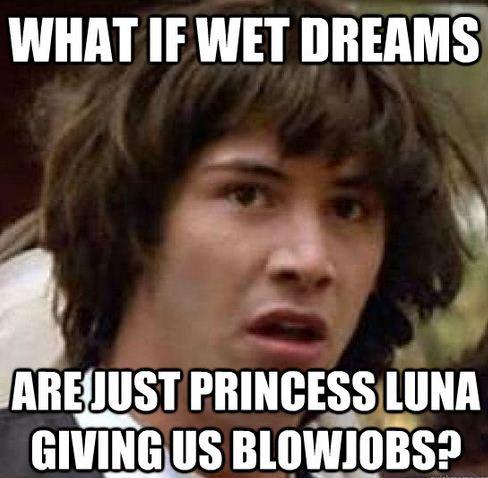 WHAT IF WET DREAMS
ARE JUST PRINCESS LUNA
GIVING US BLOWJOBS?